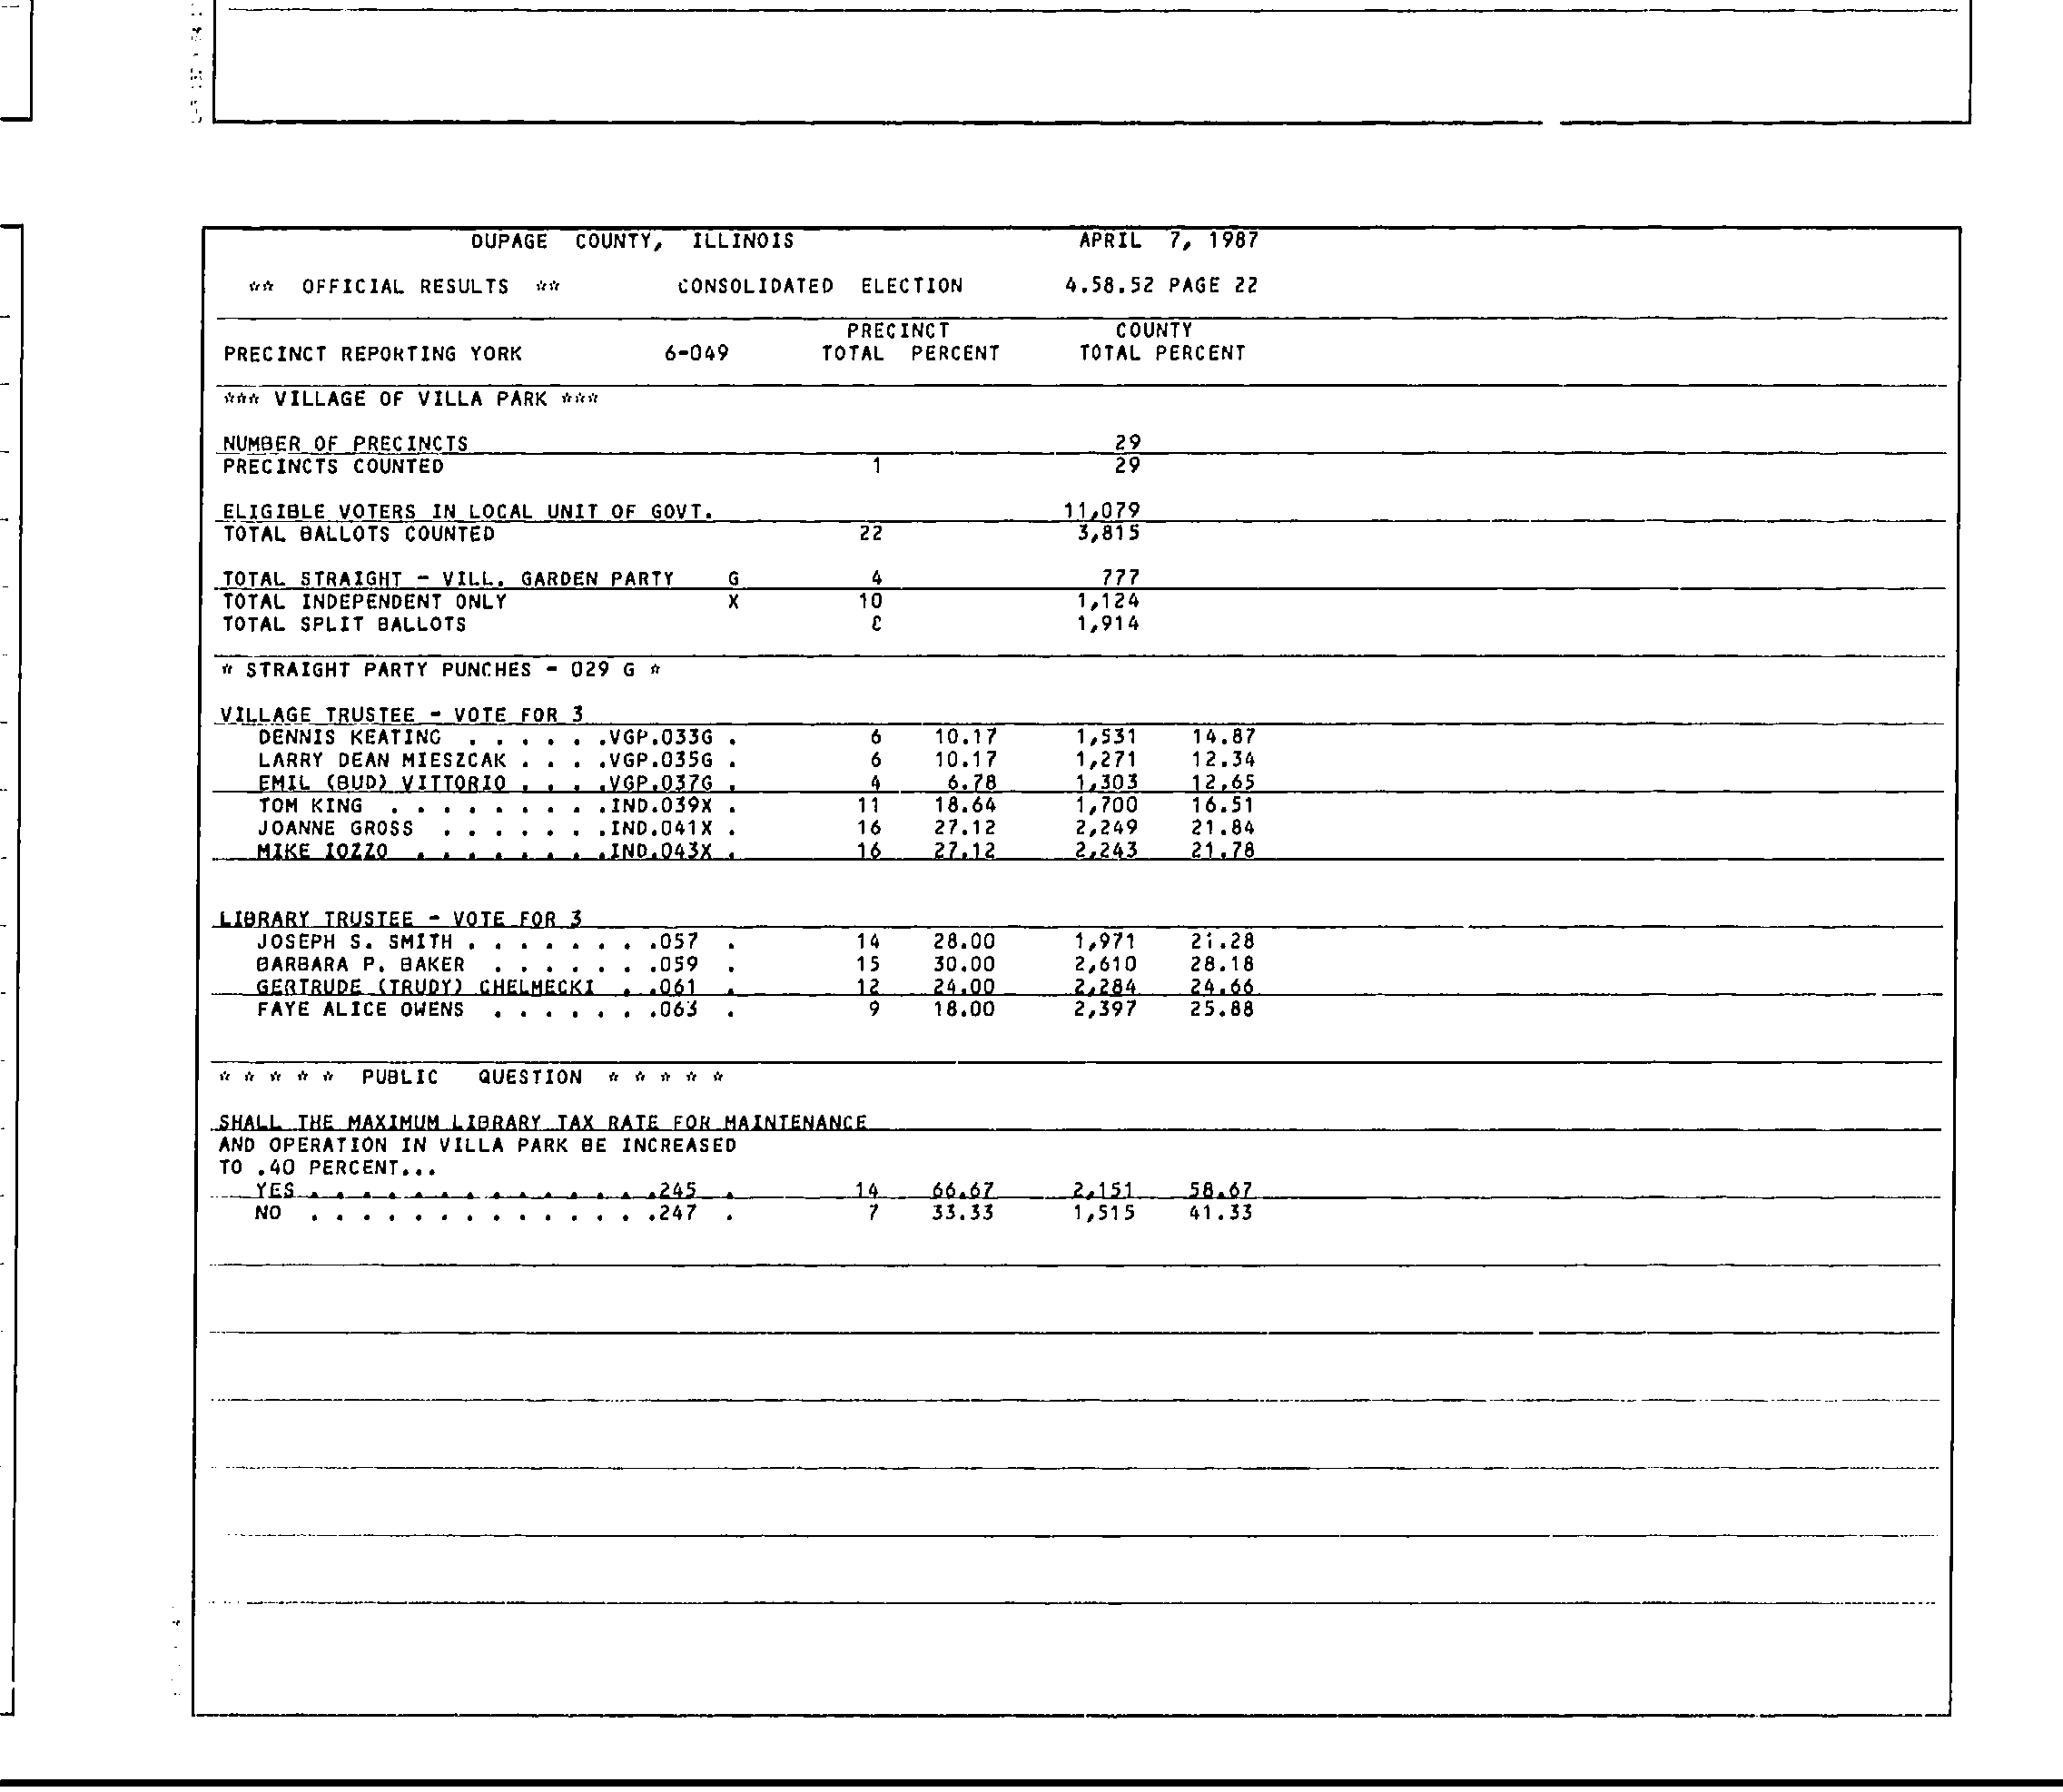 DUPAGE COUNTY, ILLINOIS APRIL 7, 1987
** OFFICIAL RESULTS ** CONSOLIDATED ELECTION 4.58.52 PAGE 22
PRECINCT COUNTY
PRECINCT REPORTING YORK 6-049 TOTAL PERCENT TOTAL PERCENT
*** VILLAGE OF VILLA PARK ***
NUMBER OF PRECINCTS 29
PRECINCTS COUNTED 1 29
ELIGIBLE VOTERS IN LOCAL UNIT OF GOVT. 11,079
TOTAL BALLOTS COUNTED 22 3,815
TOTAL STRAIGHT - VILL. GARDEN PARTY G 4 777
TOTAL INDEPENDENT ONLY X 10 1,124
TOTAL SPLIT BALLOTS 1,914
* STRAIGHT PARTY PUNCHES - 029 G *
VILLAGE TRUSTEE - VOTE FOR 3
DENNIS KEATING . . . . . .VGP.033G . 6 10.17 1,531 14.87
LARRY DEAN MIESZCAK . . . .VGP.035G . 6 10.17 1,271 12.34
EMIL (BUD) VITTORIO . . . .VGP.037G . 4 6.78 1,303 12.65
TOM KING . . . . . . . . .IND.039X . 11 18.64 1,700 16.51
JOANNE GROSS . . . . . . .IND.041X . 16 27.12 2,249 21.84
MIKE IOZZO . . . . . . . .IND.043X . 16 27.12 2,243 21.78
LIBRARY TRUSTEE - VOTE FOR 3
JOSEPH S. SMITH . . . . . . . .057 . 14 28.00 1,971 21.28
BARBARA P. BAKER . . . . . . .059 . 15 30.00 2,610 28.18
GERTRUDE (TRUDY) CHELMECKI . .061 . 12 24.00 2,284 24.66
FAYE ALICE OWENS . . . . . . .063 . 9 18.00 2,397 25.88
* * * * * PUBLIC QUESTION * * * * *
SHALL THE MAXIMUM LIBRARY TAX RATE FOR MAINTENANCE
AND OPERATION IN VILLA PARK BE INCREASED
TO .40 PERCENT...
YES . . . . . . . . . . . . . .245 . 14 66.67 2,151 58.67
NO . . . . . . . . . . . . . .247 . 7 33.33 1,515 41.33